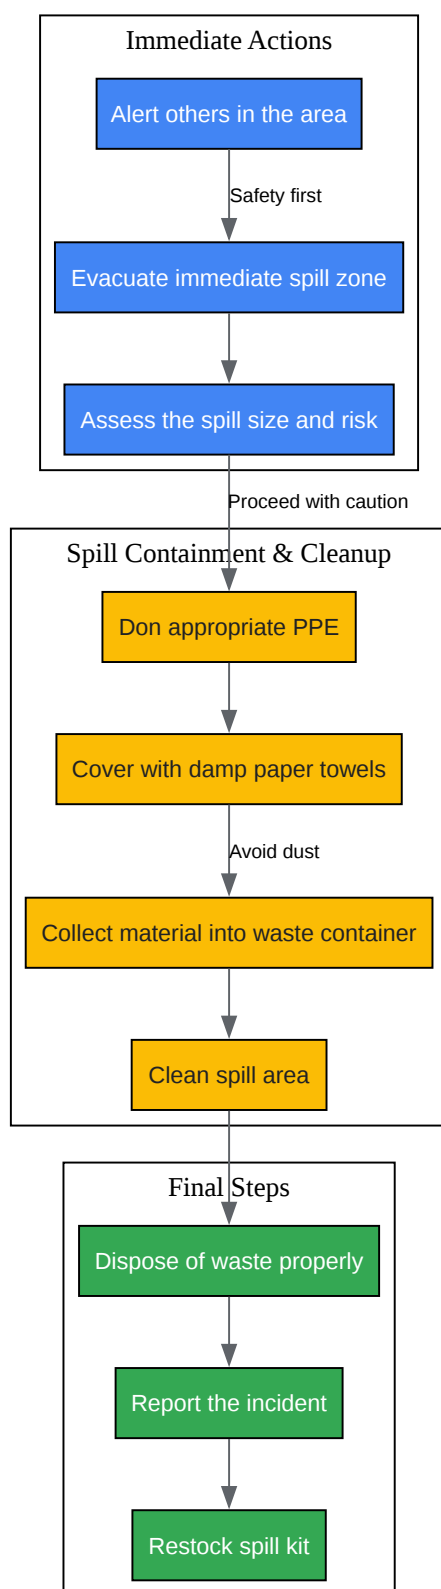 Immediate Actions
Alert others in the area
Safety first
Evacuate immediate spill zone
Assess the spill size and risk
Proceed with caution
Spill Containment & Cleanup
Don appropriate PPE
Cover with damp paper towels
Avoid dust
Collect material into waste container
Clean spill area
Final Steps
Dispose of waste properly
Report the incident
Restock spill kit